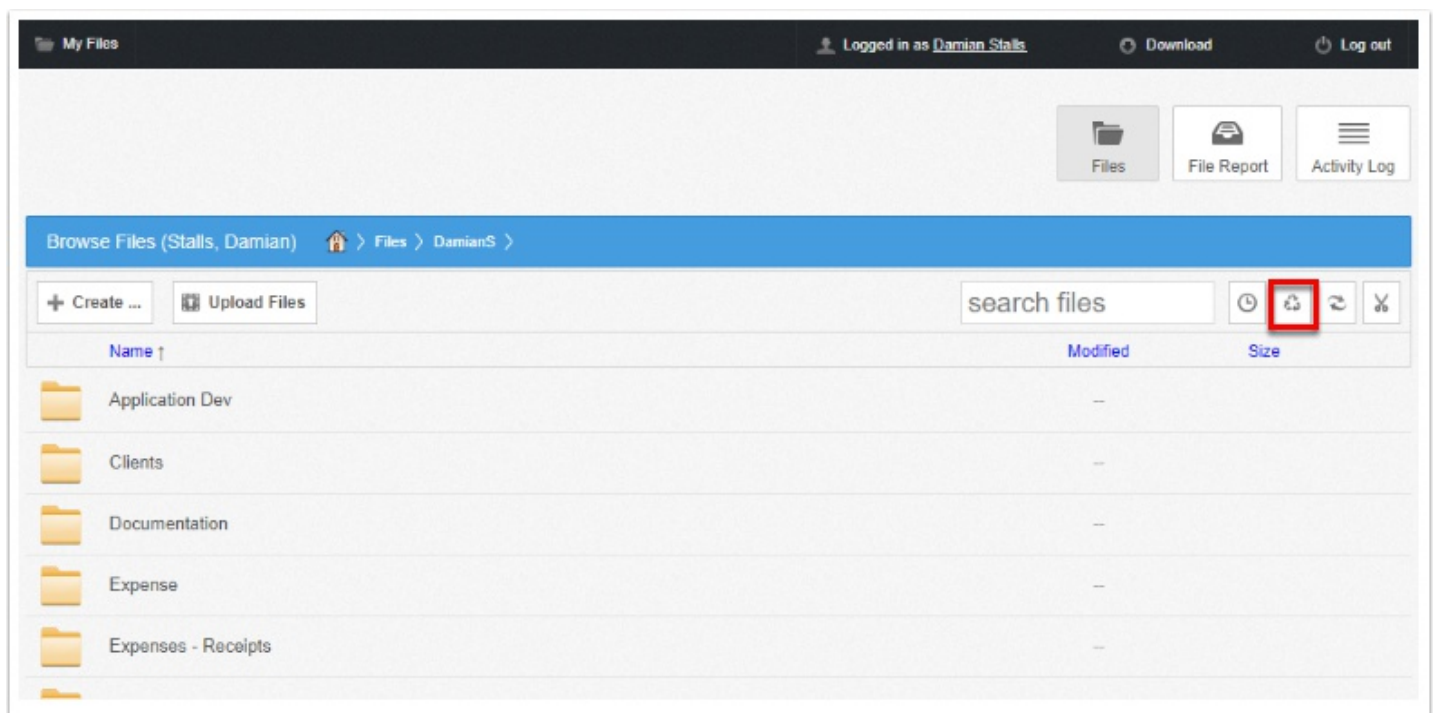 My Files Logged in as Damian Stalls Download Log out
Files File Report Activity Log
Browse Files (Stalls, Damian) 〉 Files 〉 DamianS 〉
+ Create ... Upload Files search files
Name ↑ Modified Size
Application Dev --
Clients --
Documentation --
Expense --
Expenses - Receipts --